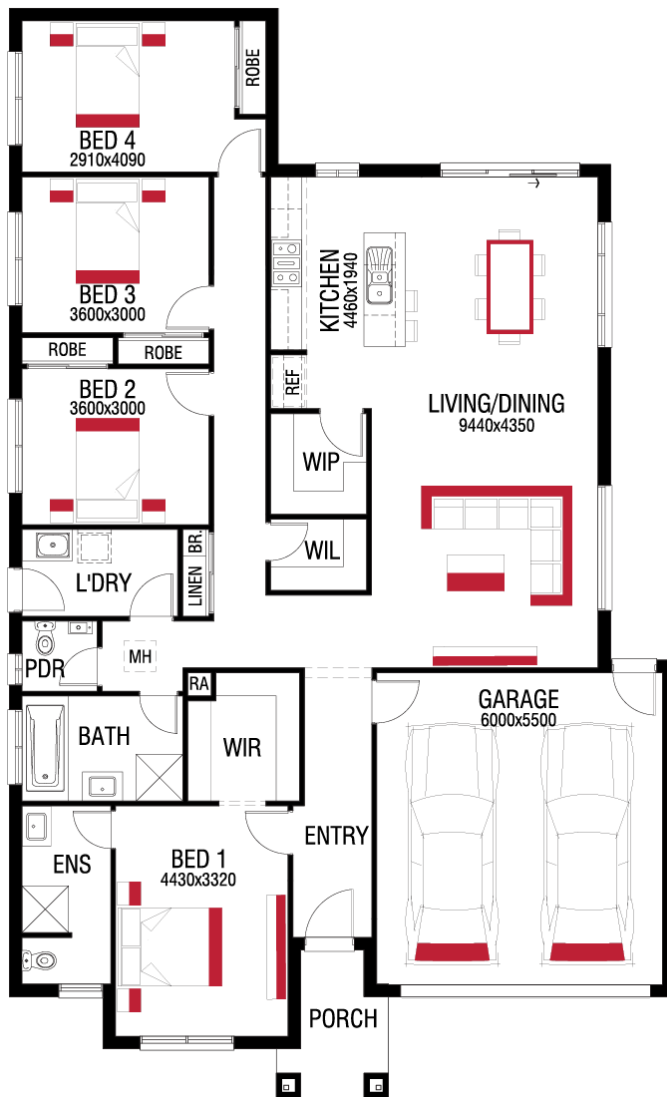 ROBE
BED 4
2910x4090
BED 3
3600x3000
KITCHEN
4460x1940
ROBE
ROBE
REF
BED 2
3600x3000
LIVING/DINING
9440x4350
WIP
BR.
LINEN
WIL
L'DRY
PDR
MH
RA
GARAGE
6000x5500
BATH
WIR
ENTRY
ENS
BED 1
4430x3320
PORCH